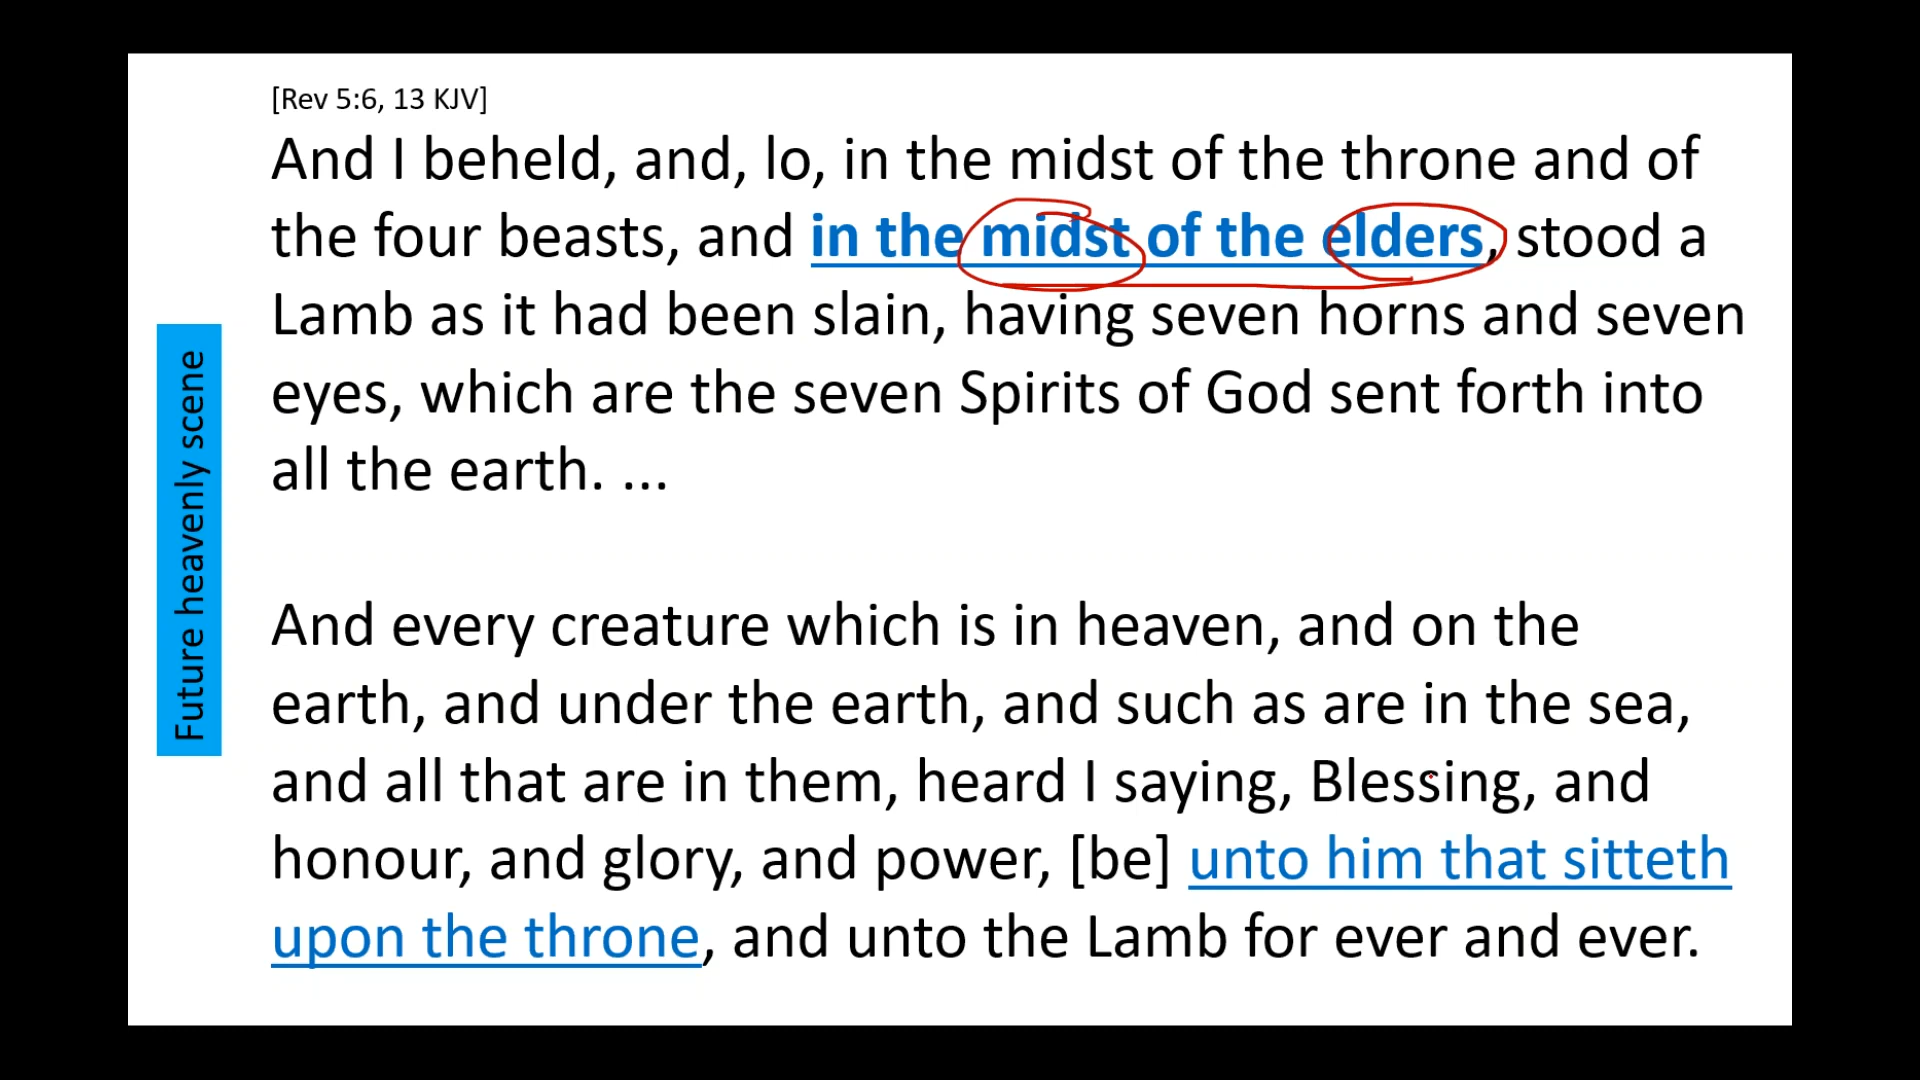 [Rev 5:6, 13 KJV]
And I beheld, and, lo, in the midst of the throne and of
the four beasts, and in the midst of the elders, stood a
Lamb as it had been slain, having seven horns and seven
eyes, which are the seven Spirits of God sent forth into
all the earth. ...
And every creature which is in heaven, and on the
earth, and under the earth, and such as are in the sea,
and all that are in them, heard I saying, Blessing, and
honour, and glory, and power, [be] unto him that sitteth
upon the throne, and unto the Lamb for ever and ever.
Future heavenly scene